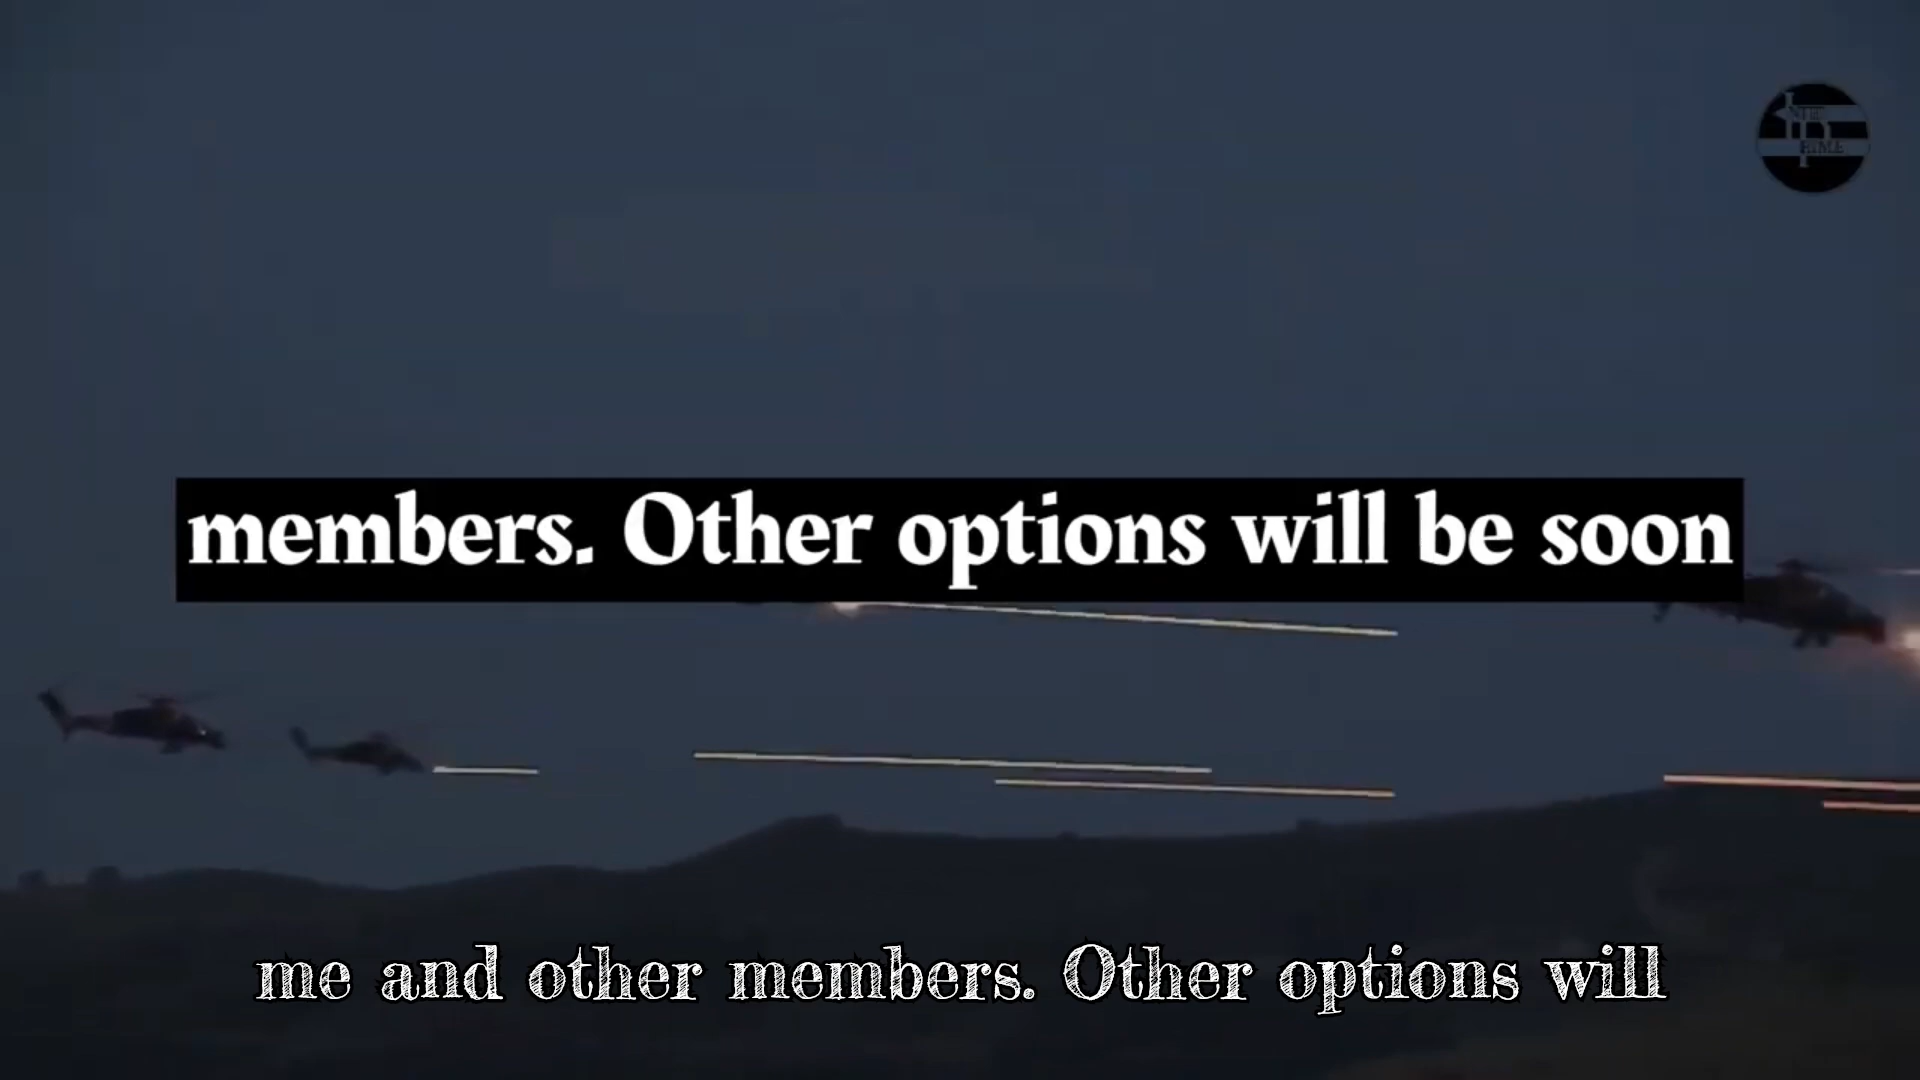 members. Other options will be soon
me and other members. Other options will